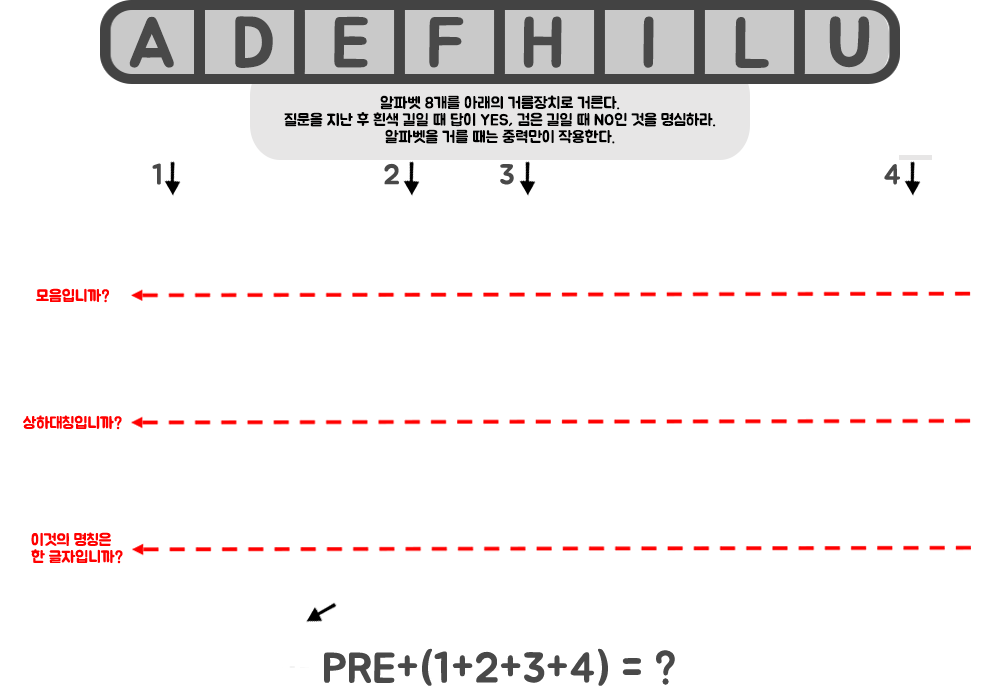 A D E F H I L U
알파벳 8개를 아래의 거름장치로 거른다.
질문을 지난 후 흰색 길일 때 답이 YES, 검은 길일 때 NO인 것을 명심하라.
알파벳을 거를 때는 중력만이 작용한다.
1 2 3 4
모음입니까?
상하대칭입니까?
이것의 명칭은
한 글자입니까?
PRE+(1+2+3+4) = ?